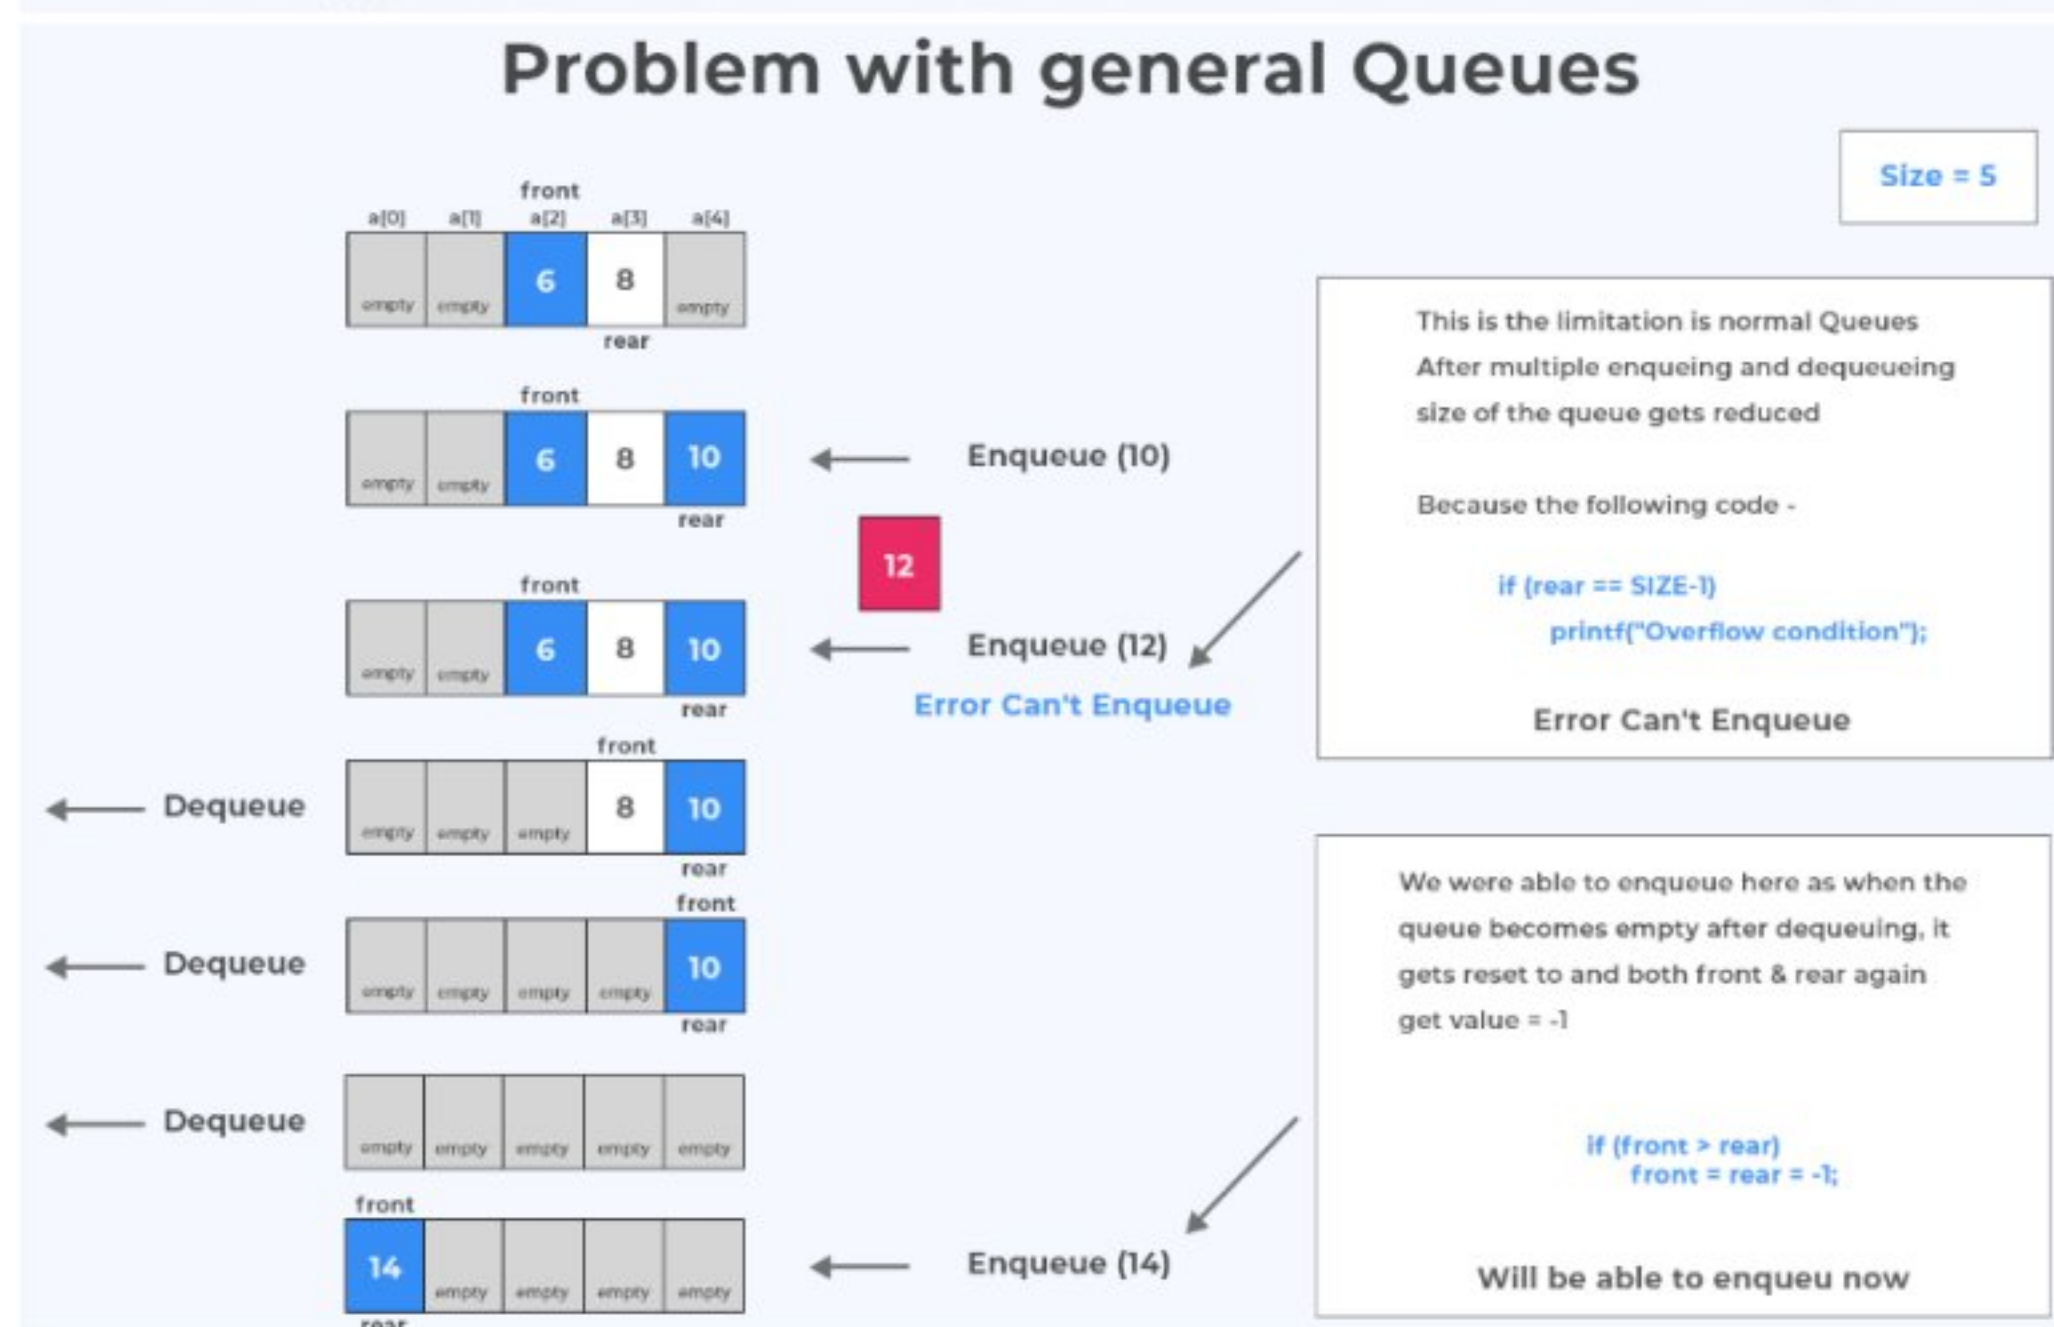 Problem with general Queues
Size = 5
front
a[0] a[1] a[2] a[3] a[4]
6 8
empty empty empty
rear
front
6 8 10
empty empty
rear
Enqueue (10)
12
front
6 8 10
empty empty
rear
Enqueue (12)
Error Can't Enqueue
This is the limitation is normal Queues
After multiple enqueing and dequeueing
size of the queue gets reduced
Because the following code -
if (rear == SIZE-1)
printf("Overflow condition");
Error Can't Enqueue
front
Dequeue
8 10
empty empty empty
rear
front
Dequeue
10
empty empty empty empty
rear
Dequeue
empty empty empty empty empty
front
14
empty empty empty empty
rear
Enqueue (14)
We were able to enqueue here as when the
queue becomes empty after dequeuing, it
gets reset to and both front & rear again
get value = -1
if (front > rear)
front = rear = -1;
Will be able to enqueu now